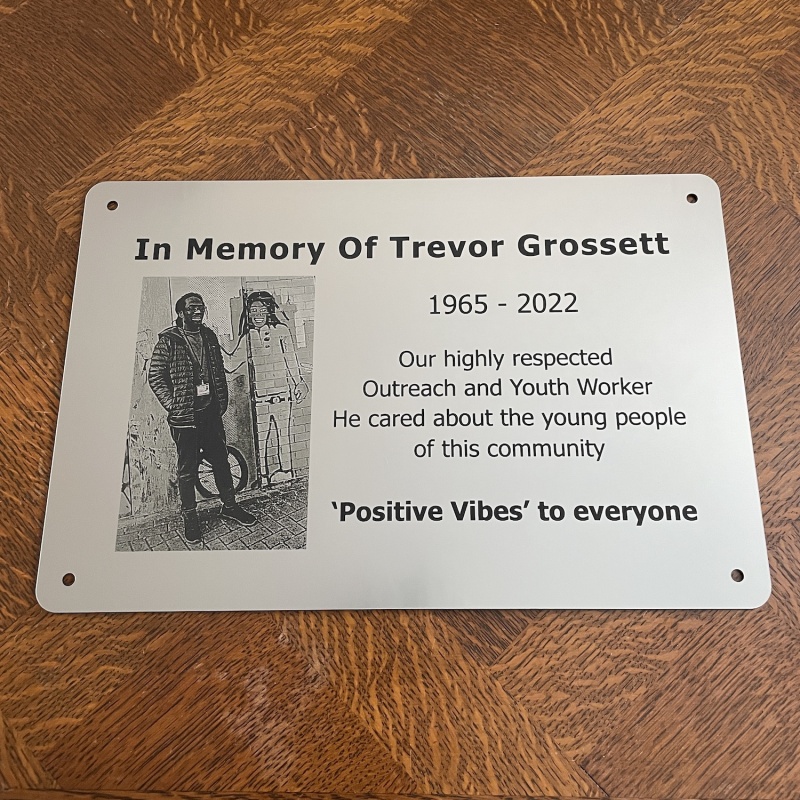 In Memory Of Trevor Grossett
1965 - 2022
Our highly respected
Outreach and Youth Worker
He cared about the young people
of this community
‘Positive Vibes’ to everyone